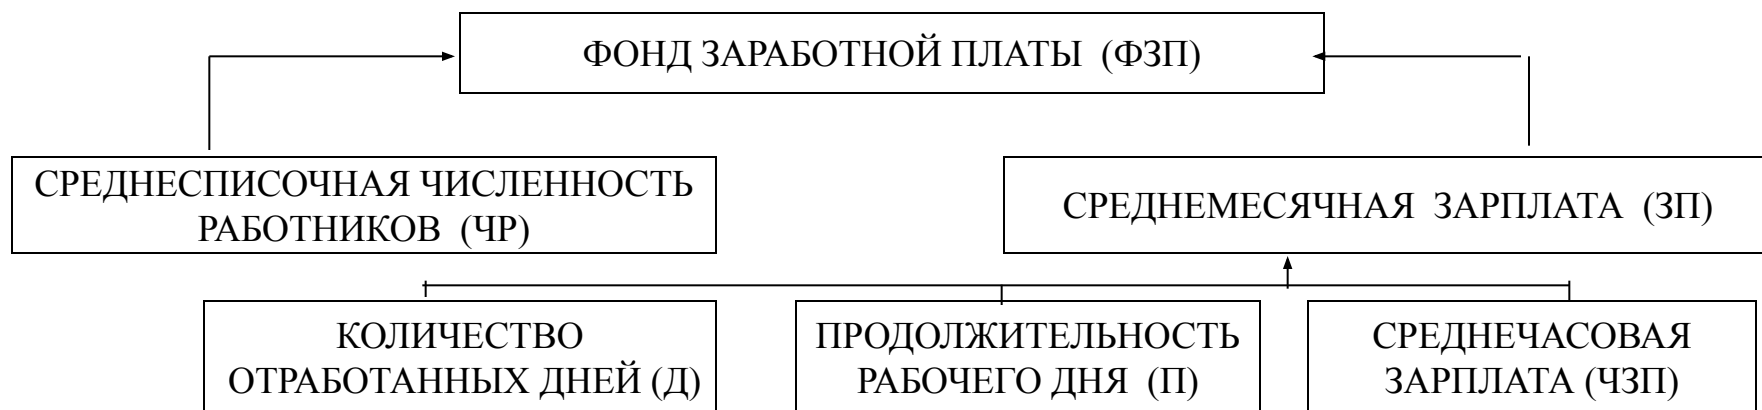 ФОНД ЗАРАБОТНОЙ ПЛАТЫ (ФЗП)
СРЕДНЕСПИСОЧНАЯ ЧИСЛЕННОСТЬ
РАБОТНИКОВ (ЧР)
СРЕДНЕМЕСЯЧНАЯ ЗАРПЛАТА (ЗП)
КОЛИЧЕСТВО
ОТРАБОТАННЫХ ДНЕЙ (Д)
ПРОДОЛЖИТЕЛЬНОСТЬ
РАБОЧЕГО ДНЯ (П)
СРЕДНЕЧАСОВАЯ
ЗАРПЛАТА (ЧЗП)